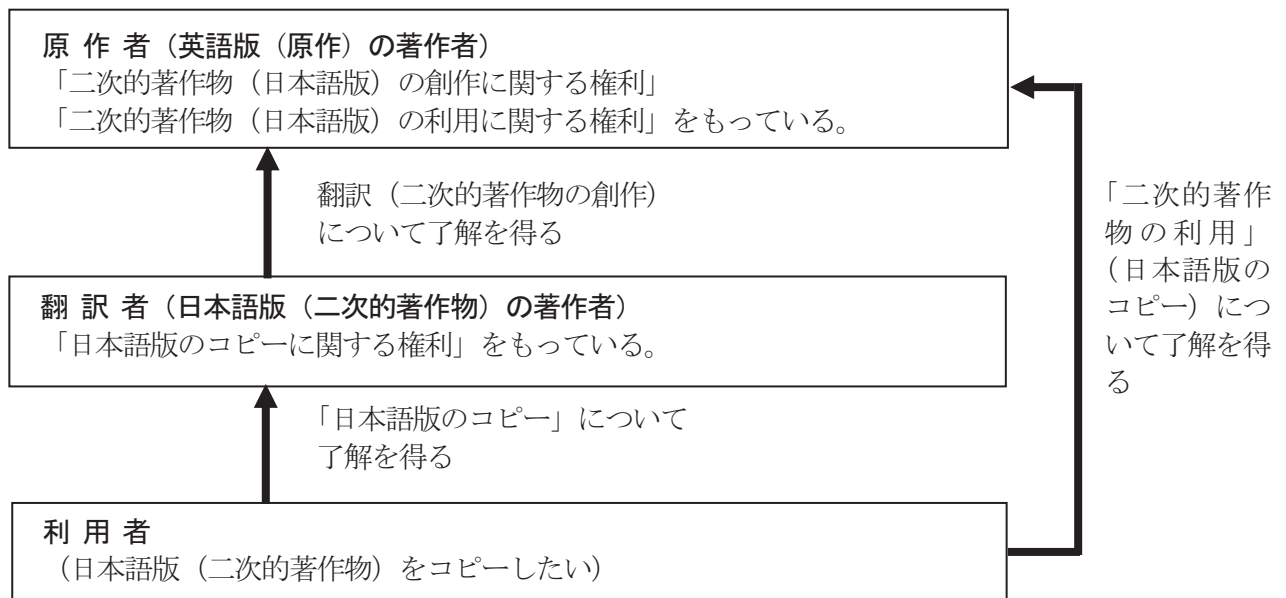 原 作 者（英語版（原作）の著作者）
「二次的著作物（日本語版）の創作に関する権利」
「二次的著作物（日本語版）の利用に関する権利」をもっている。
翻訳（二次的著作物の創作）
について了解を得る
「二次的著作
物の利用」
（日本語版の
コピー）につ
いて了解を得
る
翻 訳 者（日本語版（二次的著作物）の著作者）
「日本語版のコピーに関する権利」をもっている。
「日本語版のコピー」について
了解を得る
利 用 者
（日本語版（二次的著作物）をコピーしたい）